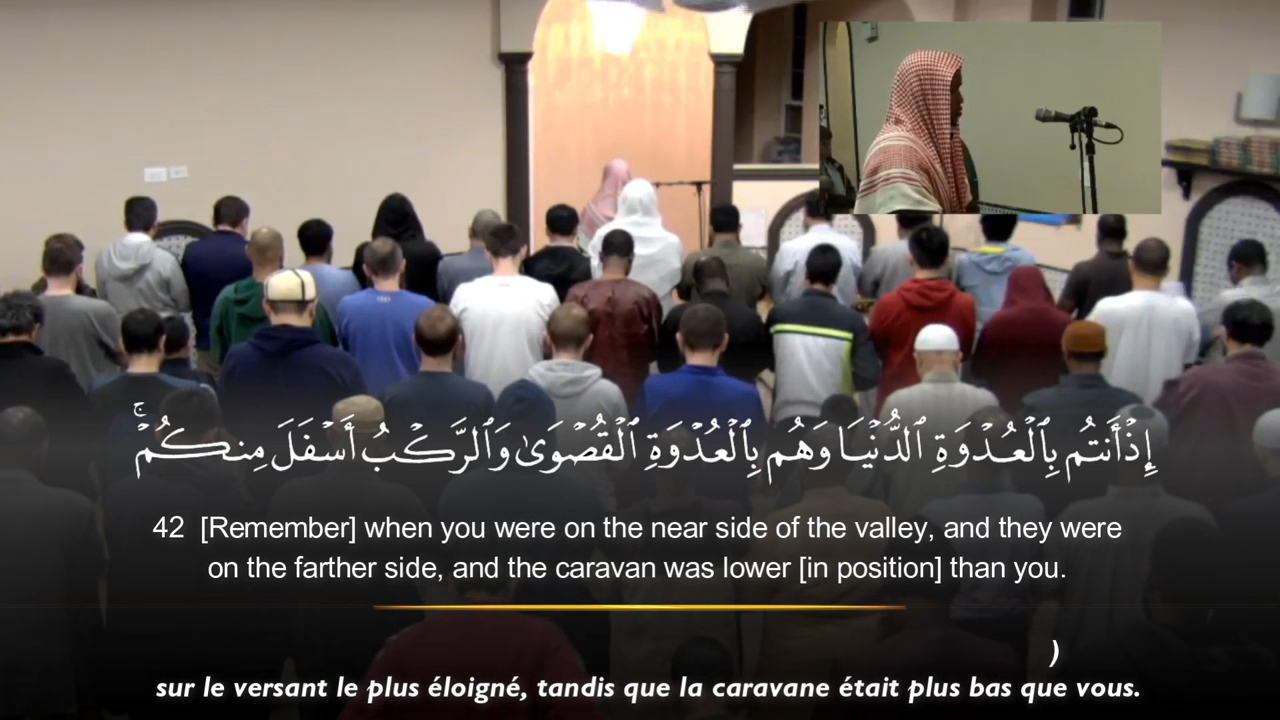 إِذْ أَنتُم بِٱلْعُدْوَةِ ٱلدُّنْيَا وَهُم بِٱلْعُدْوَةِ ٱلْقُصْوَىٰ وَٱلرَّكْبُ أَسْفَلَ مِنكُمْ ۚ
42 [Remember] when you were on the near side of the valley, and they were
on the farther side, and the caravan was lower [in position] than you.
)
sur le versant le plus éloigné, tandis que la caravane était plus bas que vous.